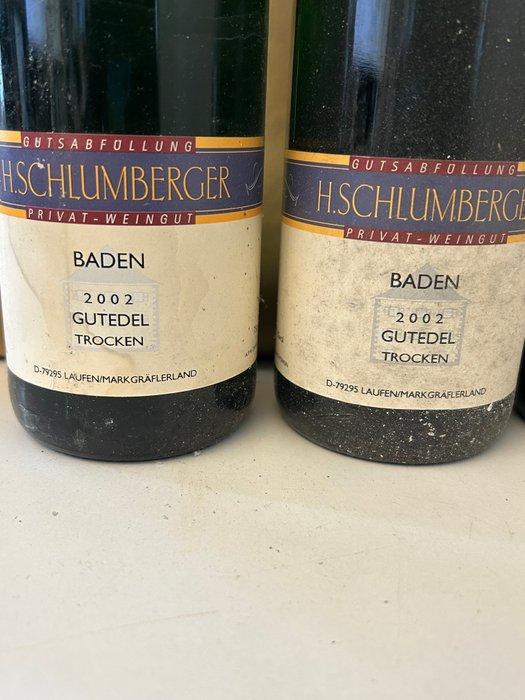 GUTSABFÜLLUNG
H.SCHLUMBERGER
PRIVAT-WEINGUT
BADEN
2002
GUTEDEL
TROCKEN
D-79295 LAUFEN/MARKGRÄFLERLAND
GUTSABFÜLLUNG
H.SCHLUMBERGE
PRIVAT-WEINGUT
BADEN
2002
GUTEDEL
TROCKEN
D-79295 LAUFEN/MARKGRÄFLERLAND